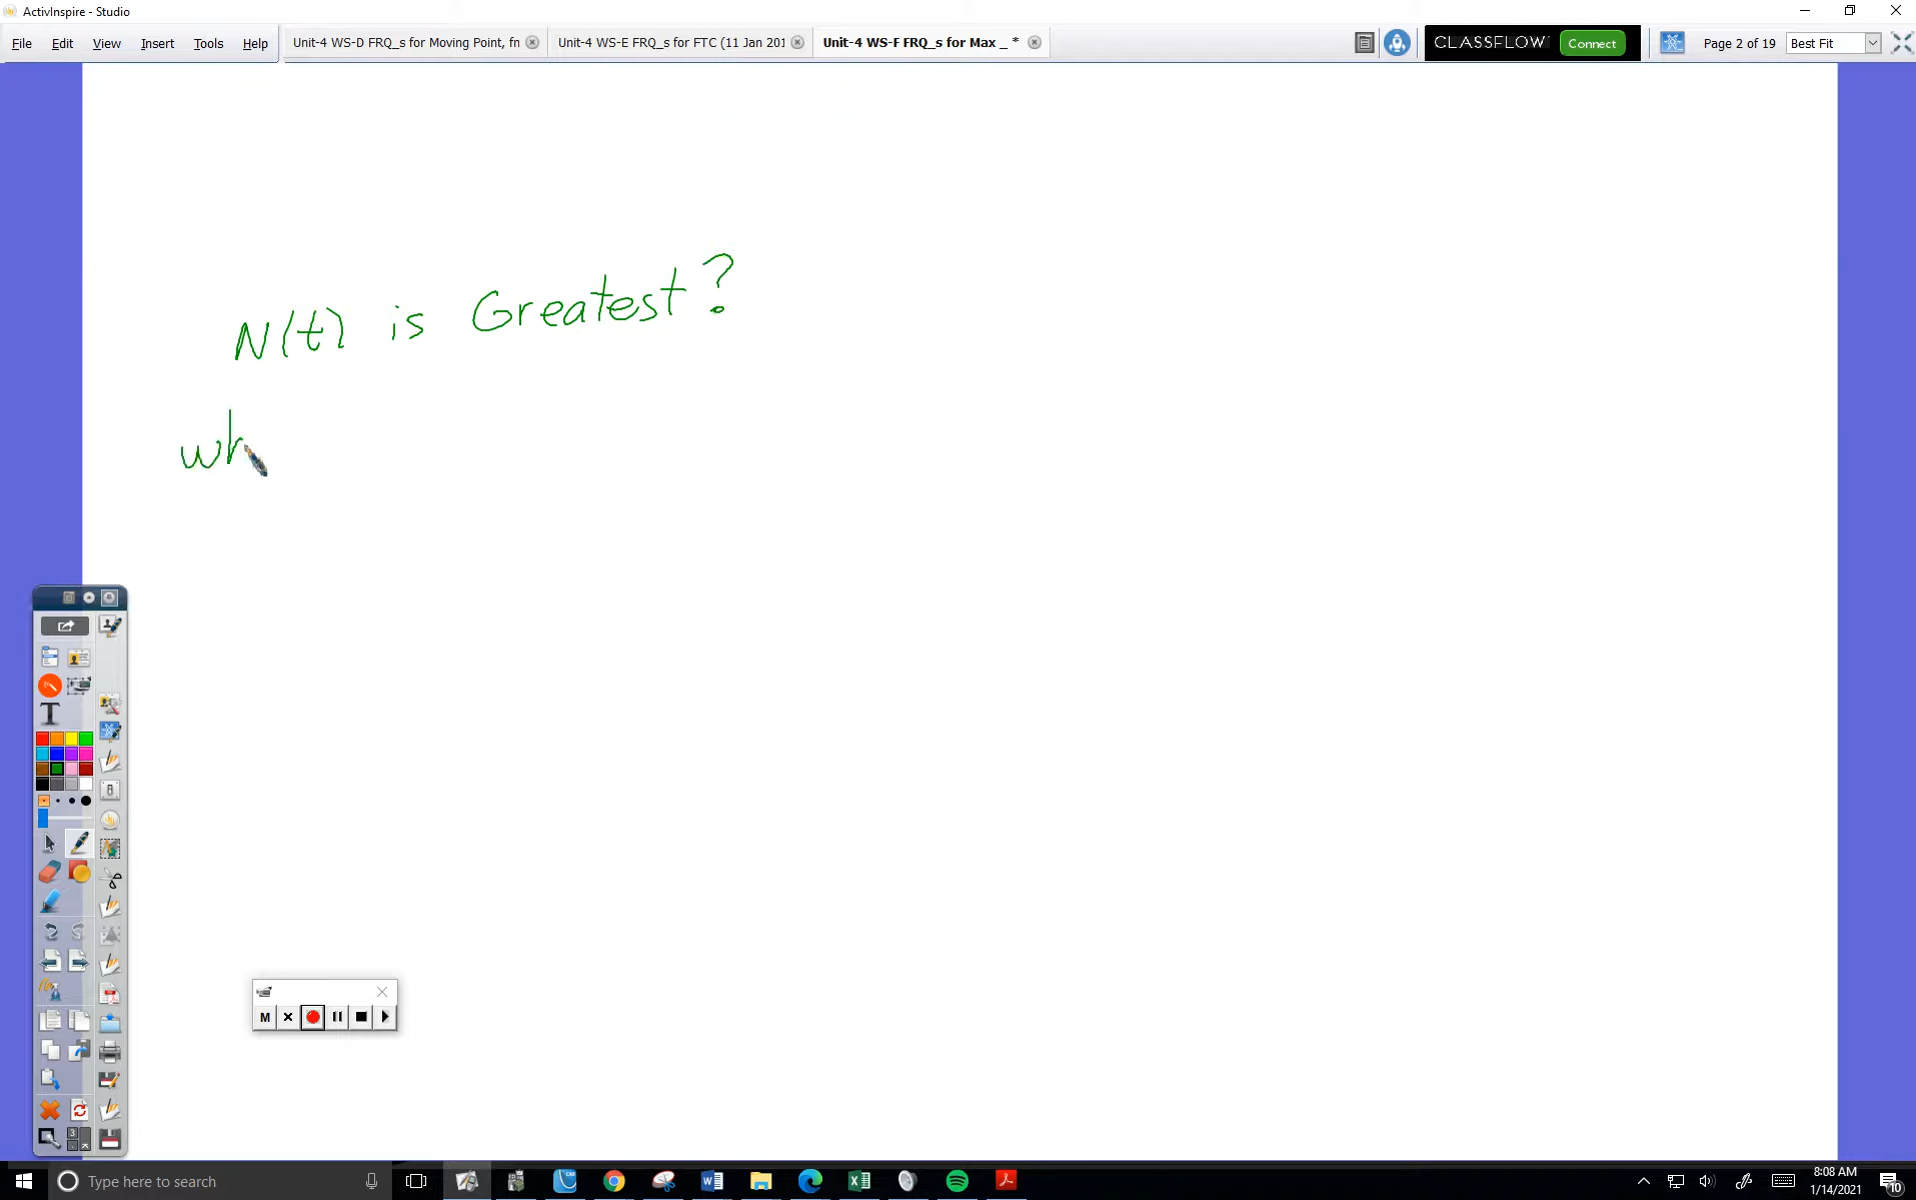 ActivInspire - Studio
File Edit View Insert Tools Help
Unit-4 WS-D FRQ_s for Moving Point, fn
Unit-4 WS-E FRQ_s for FTC (11 Jan 201
Unit-4 WS-F FRQ_s for Max _ *
CLASSFLOW Connect
Page 2 of 19
Best Fit
N(t) is Greatest?
wh
T
M
Type here to search
8:08 AM
1/14/2021
10